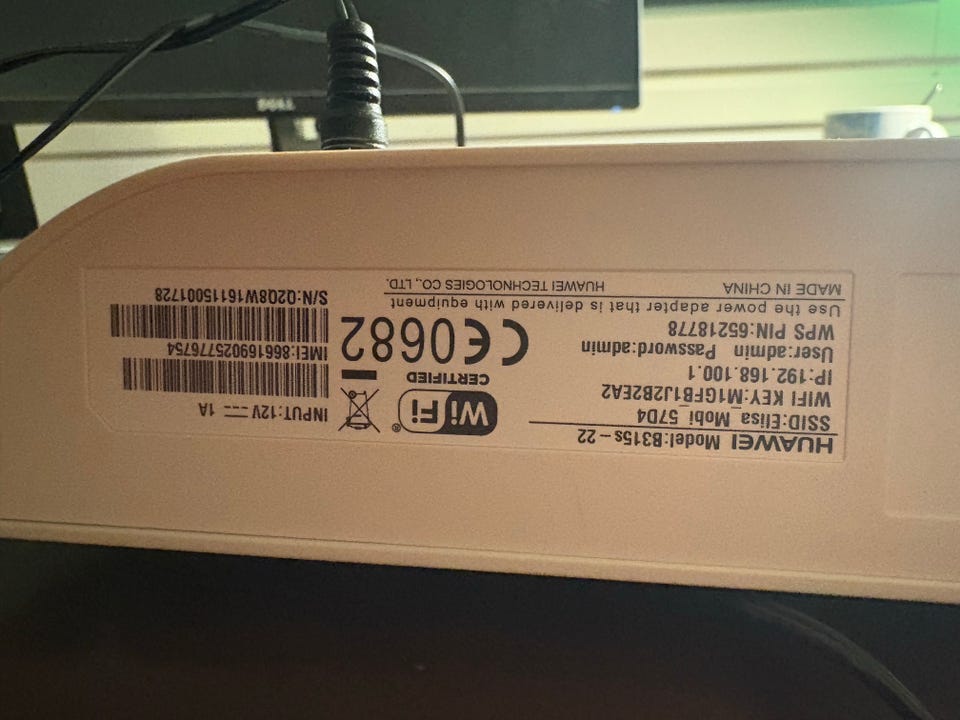 HUAWEI Model:B315s-22
SSID:Elisa_Mobi_57D4
WIFI KEY:M1GFB1J2B2EA2
IP:192.168.100.1
User:admin Password:admin
WPS PIN:65218778
Use the power adapter that is delivered with equipment
MADE IN CHINA HUAWEI TECHNOLOGIES CO., LTD.
Wi Fi ®
CERTIFIED
CE0682
INPUT:12V ⎓ 1A
IMEI:866169025776754
S/N:Q2Q8W16115001728
DELL